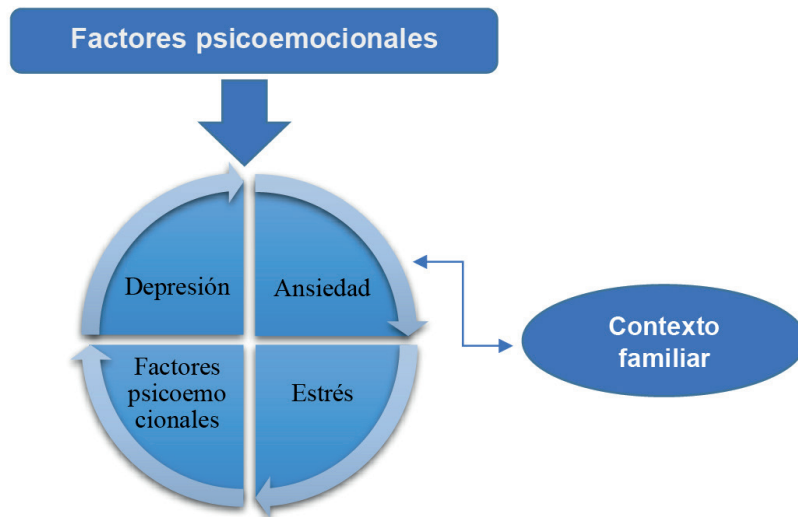 Factores psicoemocionales
Depresión
Ansiedad
Factores
psicoemo
cionales
Estrés
Contexto
familiar